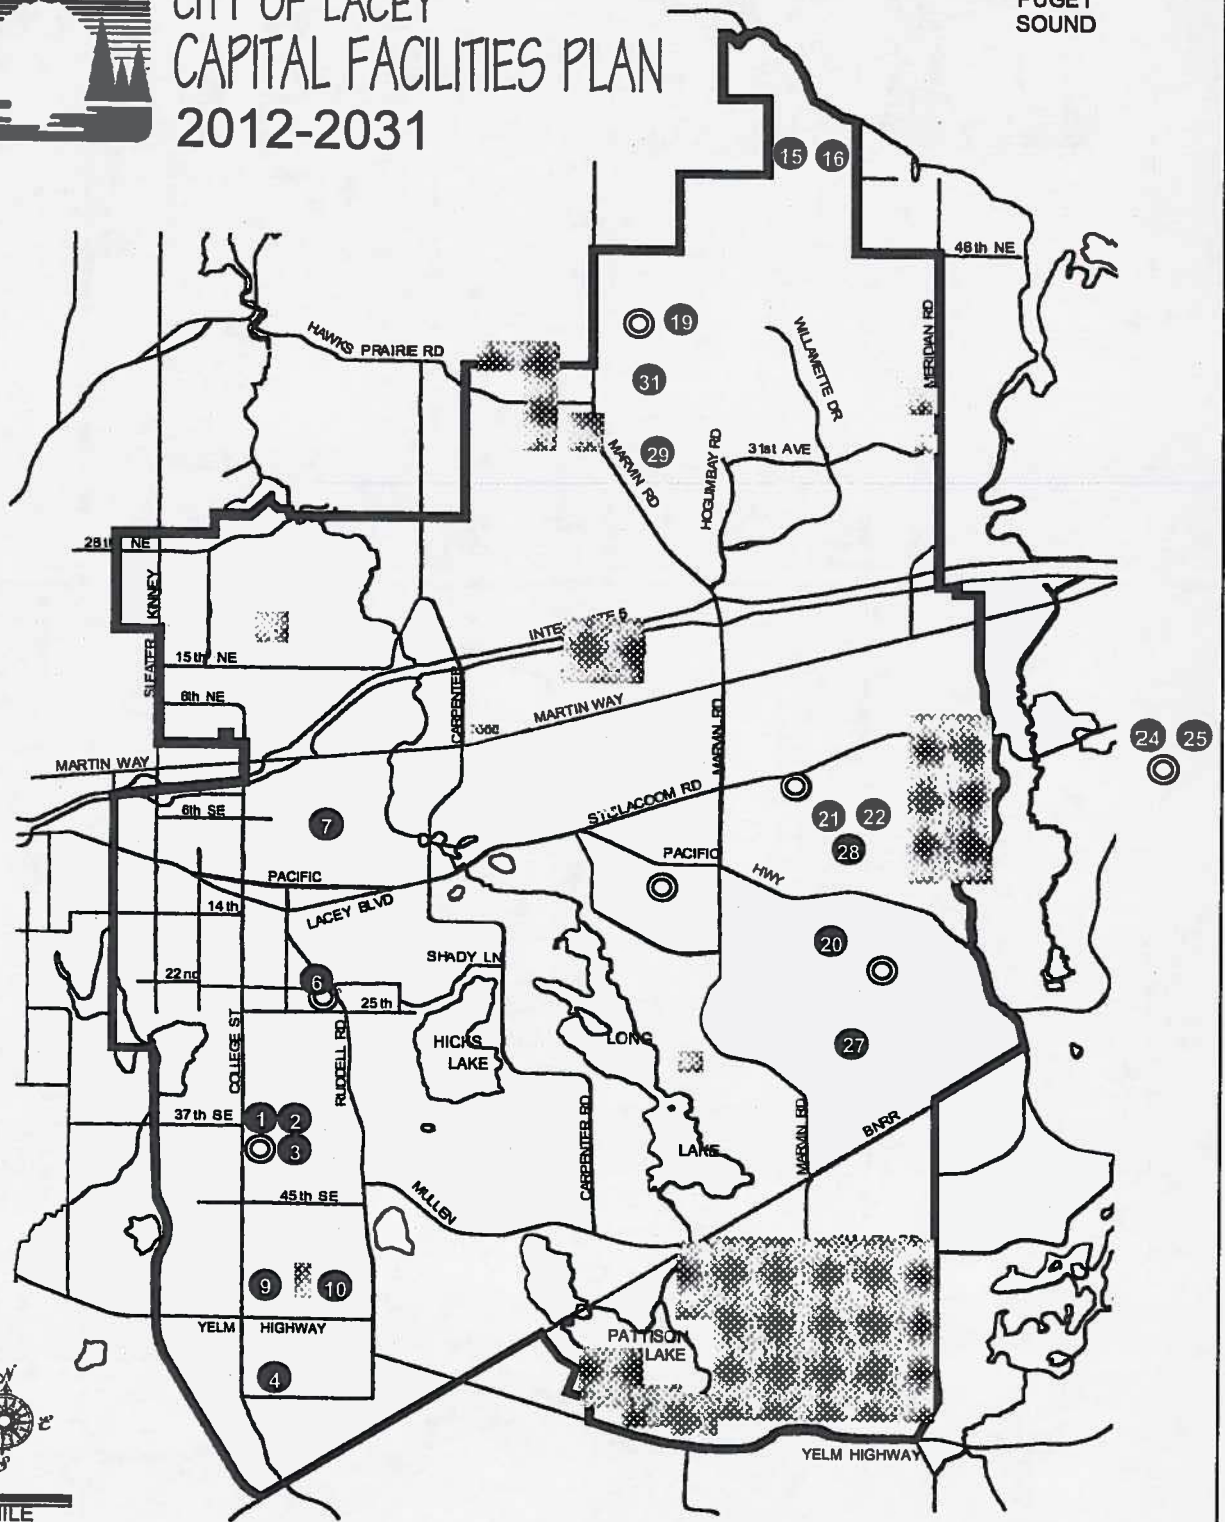 CITY OF LACEY
CAPITAL FACILITIES PLAN
2012-2031
PUGET
SOUND
15 16
46th NE
19
HAWKS PRAIRIE RD
WILLAMETTE DR
MERIDIAN RD
31
29
MARVIN RD
HOGUMBAY RD
31st AVE
NE
KINNEY
SLEATER
15th NE
6th NE
CARPENTER
MARTIN WAY
MARVIN RD
24 25
MARTIN WAY
6th SE
7
RD
21 22
28
PACIFIC
PACIFIC
HWY
14th
LACEY BLVD
20
SHADY LN
22nd
6
25th
COLLEGE ST
RUDDELL RD
HICKS
LAKE
LONG
27
37th SE
1 2
3
CARPENTER RD
LAKE
MARVIN RD
BNRR
45th SE
MULLEN
9 10
YELM HIGHWAY
PATTISON
LAKE
4
N
E
S
YELM HIGHWAY